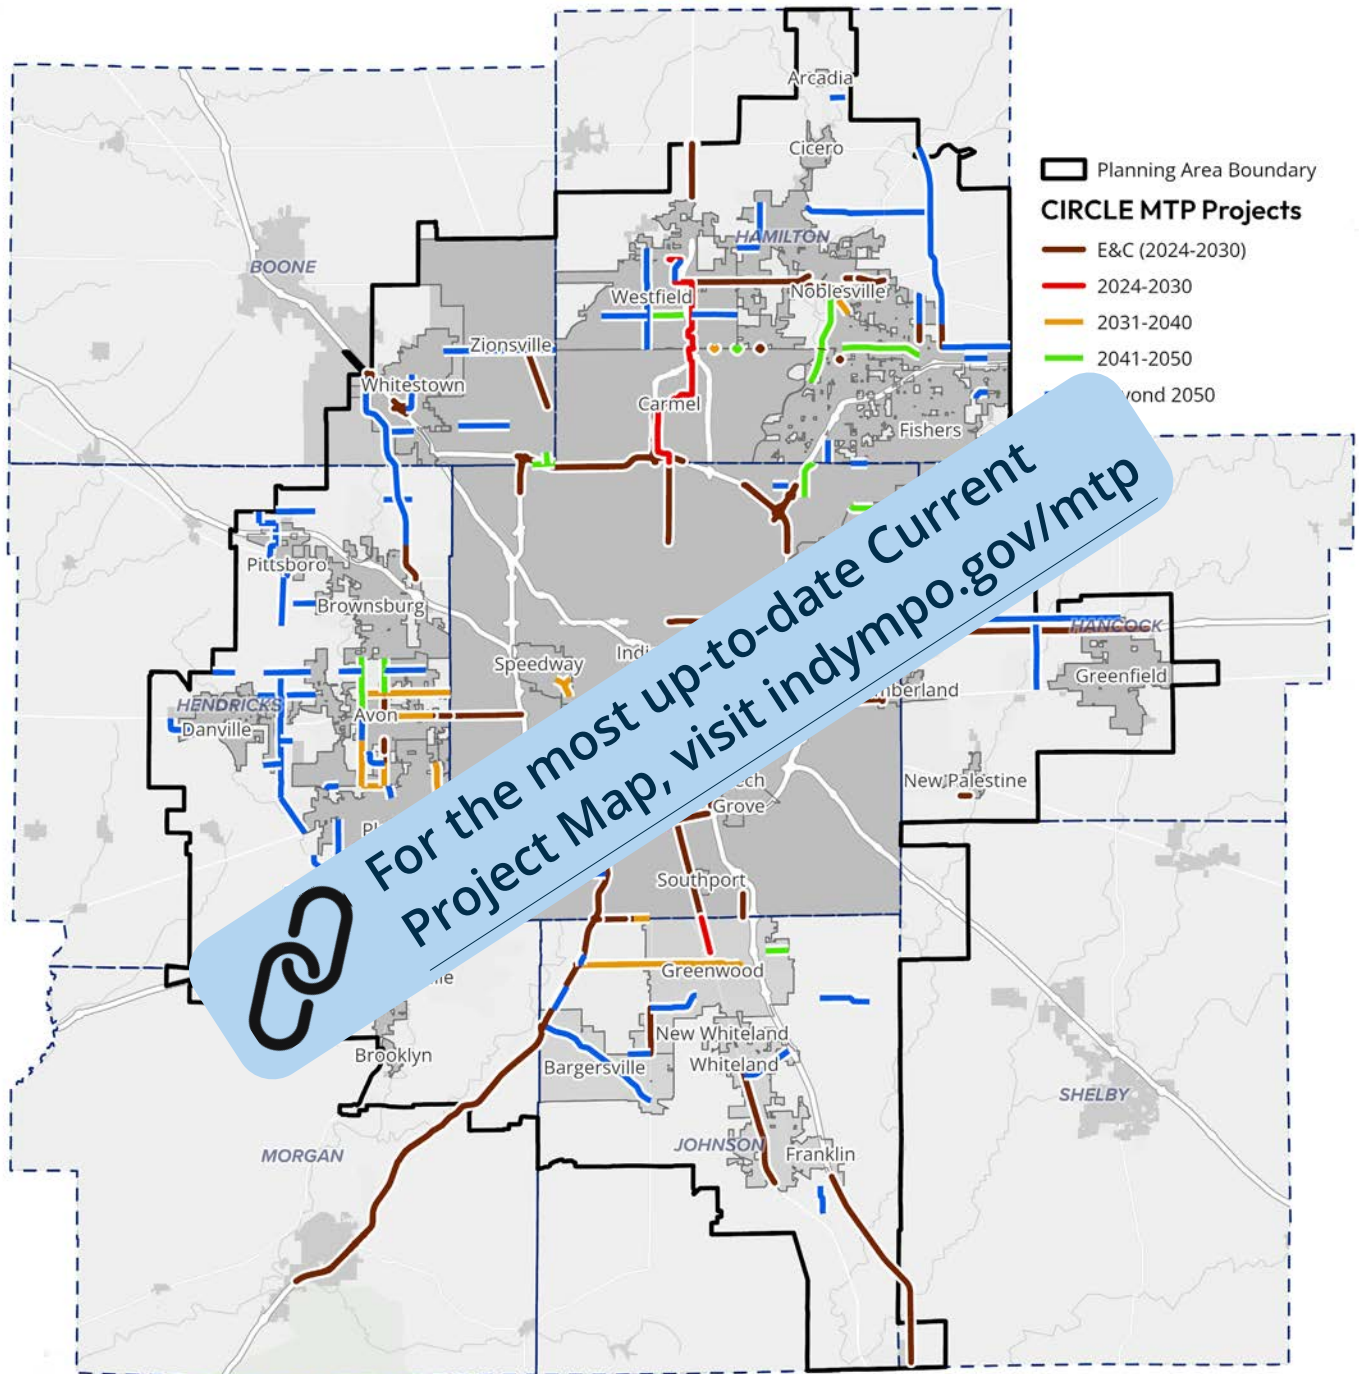 Arcadia
Cicero
Planning Area Boundary
CIRCLE MTP Projects
E&C (2024-2030)
2024-2030
2031-2040
2041-2050
2050
HAMILTON
BOONE
Westfield
Noblesville
Zionsville
Whitestown
Carmel
Fishers
For the most up-to-date Current
Project Map, visit indympo.gov/mtp
Pittsboro
Brownsburg
HANCOCK
Speedway
Greenfield
HENDRICKS
Avon
Danville
New Palestine
Grove
Southport
Greenwood
New Whiteland
Brooklyn
Bargersville
Whiteland
SHELBY
MORGAN
JOHNSON
Franklin